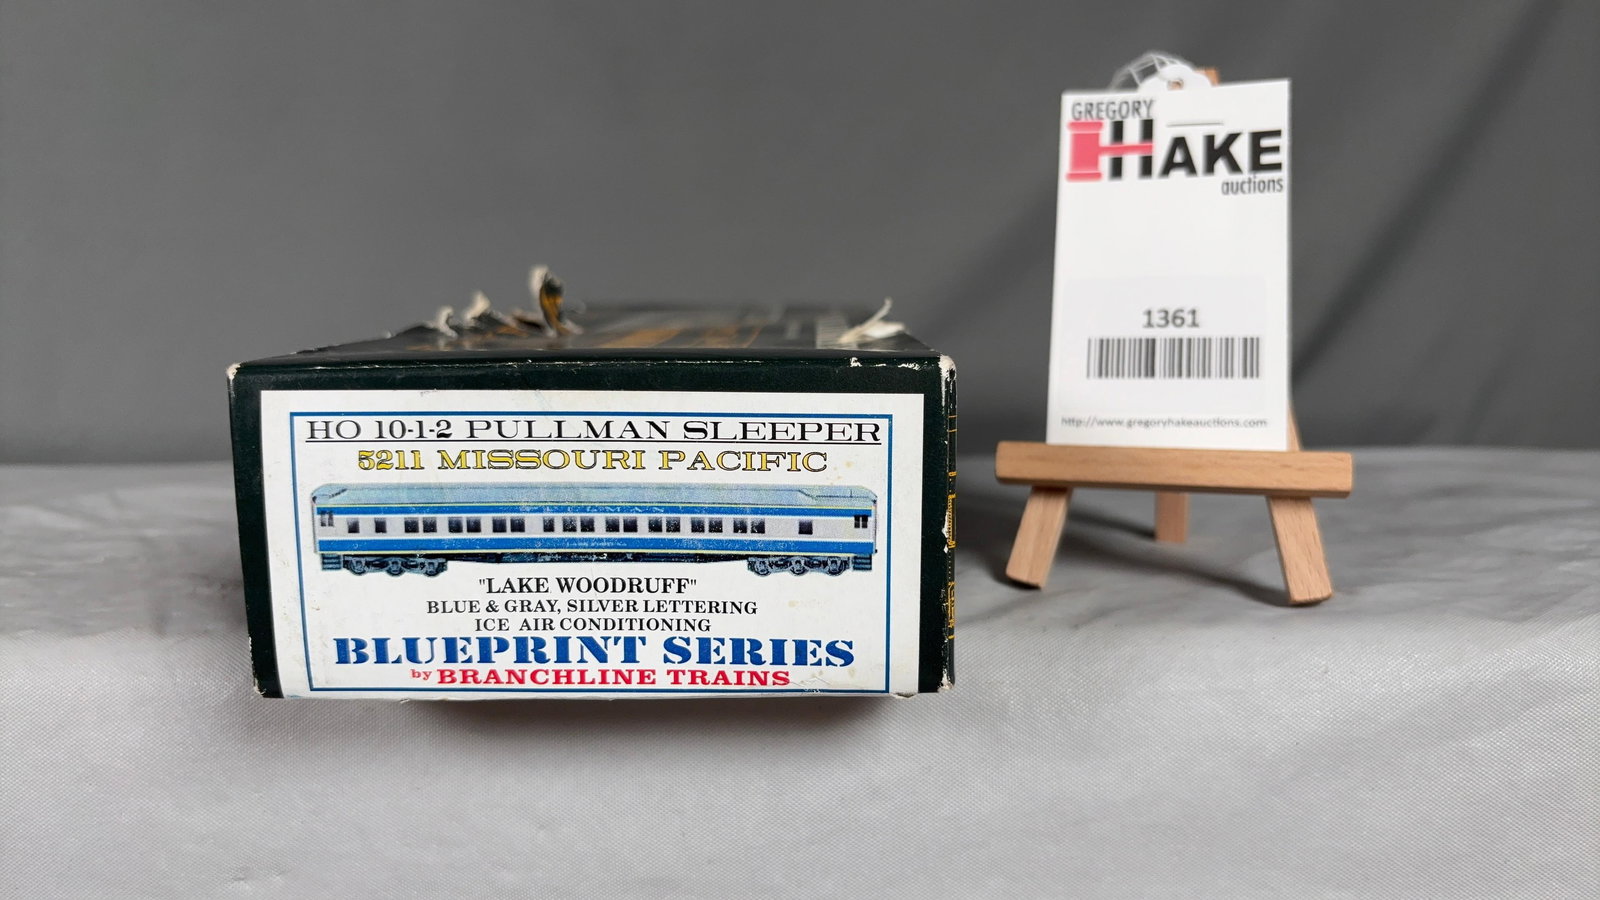 HO 10-1-2 PULLMAN SLEEPER
5211 MISSOURI PACIFIC
PULLMAN
"LAKE WOODRUFF"
BLUE & GRAY, SILVER LETTERING
ICE AIR CONDITIONING
BLUEPRINT SERIES
by BRANCHLINE TRAINS
GREGORY
HAKE
auctions
1361
http://www.gregoryhakeauctions.com